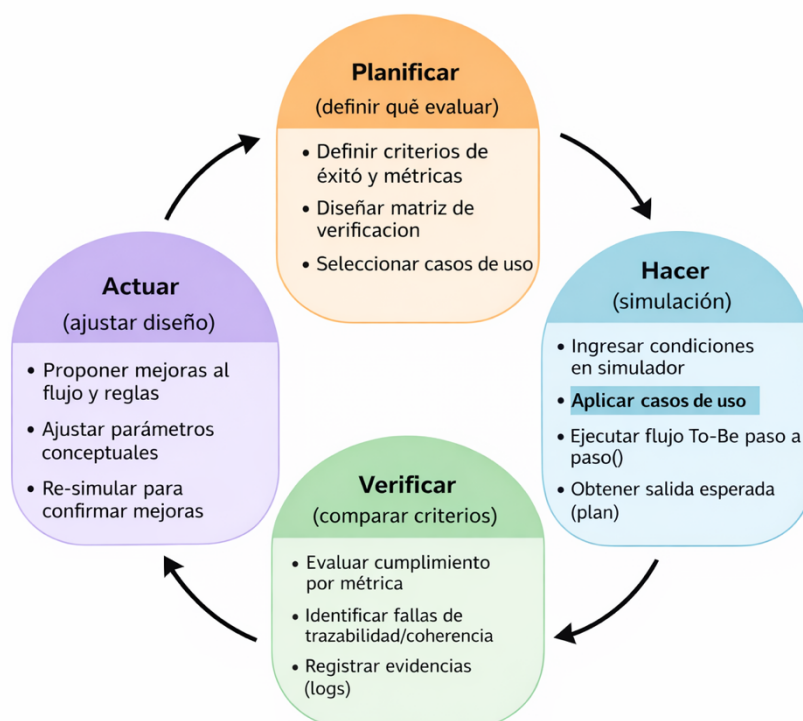 Planificar
(definir quė evaluar)
• Definir criterios de
éxitó y métricas
• Diseñar matriz de
verificacion
• Seleccionar casos de uso
Hacer
(simulación)
• Ingresar condiciones
en simulador
• Aplicar casos de uso
• Ejecutar flujo To-Be paso a
paso()
• Obtener salida esperada
(plan)
Verificar
(comparar criterios)
• Evaluar cumplimiento
por métrica
• Identificar fallas de
trazabilidad/coherencia
• Registrar evidencias
(logs)
Actuar
(ajustar diseño)
• Proponer mejoras al
flujo y reglas
• Ajustar parámetros
conceptuales
• Re-simular para
confirmar mejoras